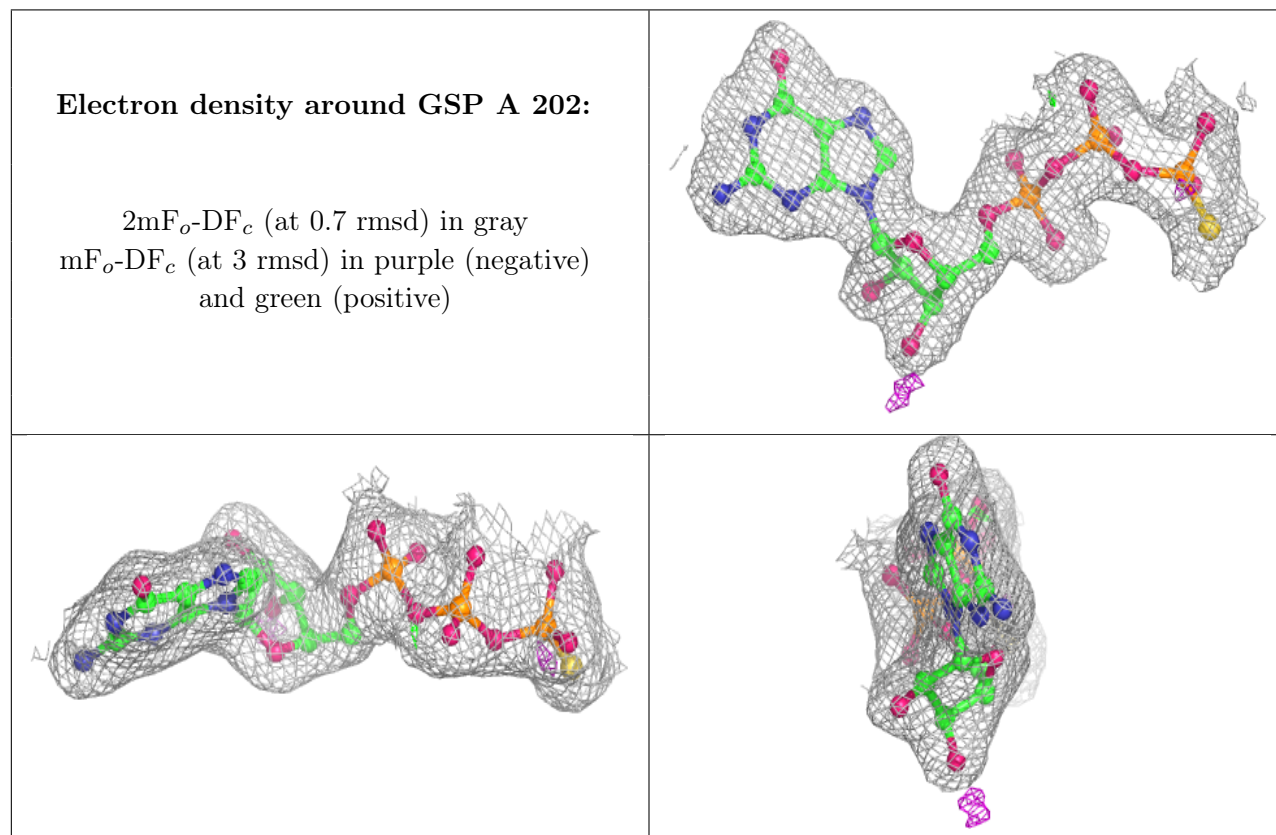 Electron density around GSP A 202:
2mFo-DFc (at 0.7 rmsd) in gray
mFo-DFc (at 3 rmsd) in purple (negative)
and green (positive)